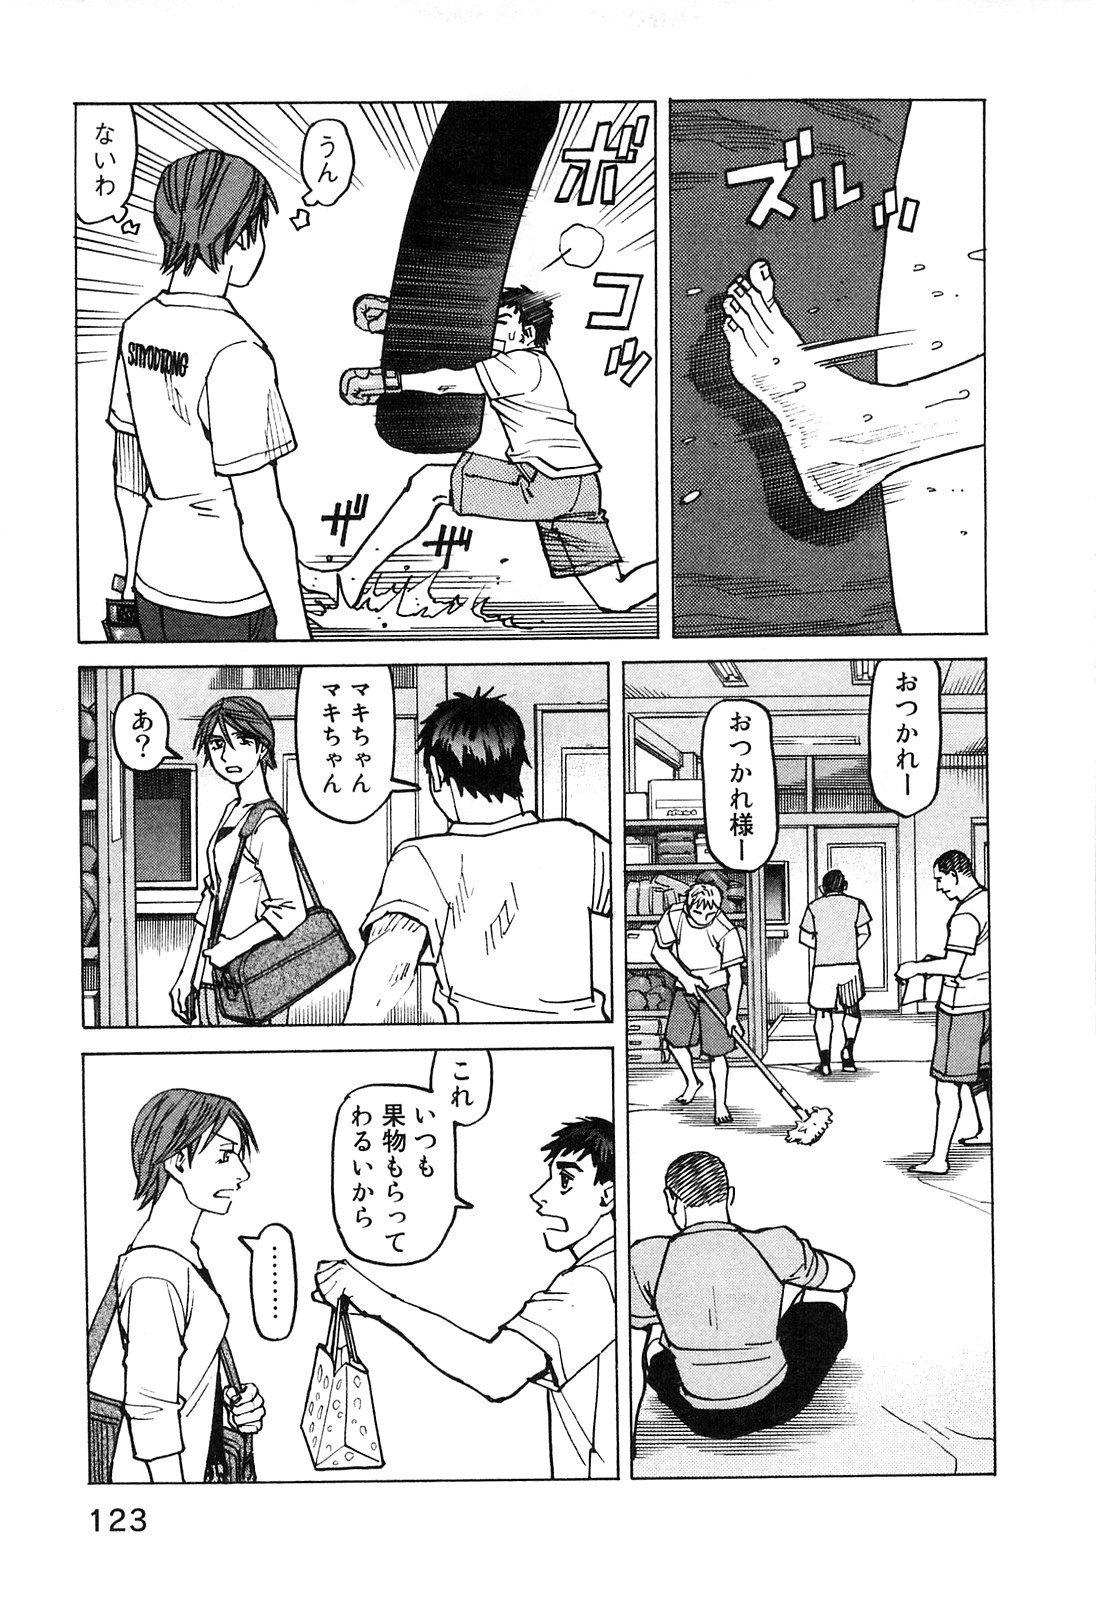 ズルッ
ボコッ
ザザ
うん
ないわ
SITYODTONG
おつかれー
おつかれ様ー
マキちゃん
マキちゃん
あ？
これ
いつも
果物もらって
わるいから
………
123